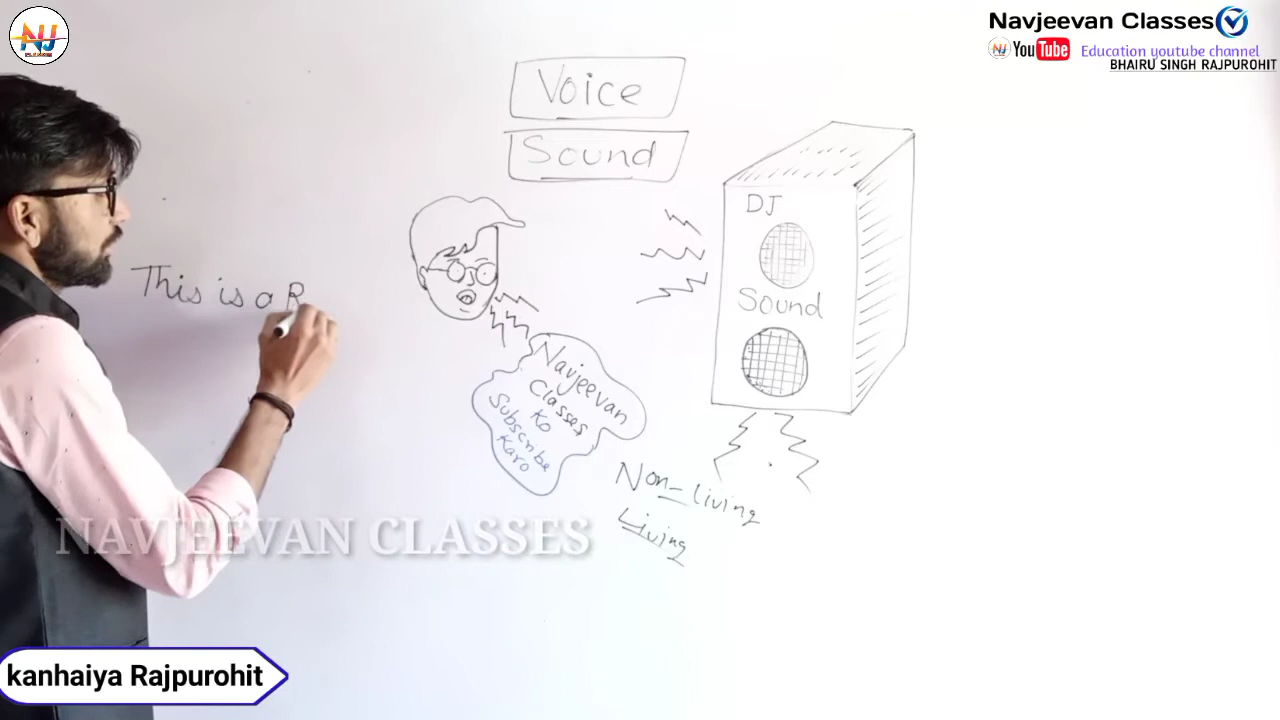 NJ
Navjeevan Classes
YouTube Education youtube channel
BHAIRU SINGH RAJPUROHIT
Voice
Sound
DJ
Sound
This is a R
Navjeevan
Classes
Ko
Subscribe
Karo
Non-Living
Living
NAVJEEVAN CLASSES
kanhaiya Rajpurohit